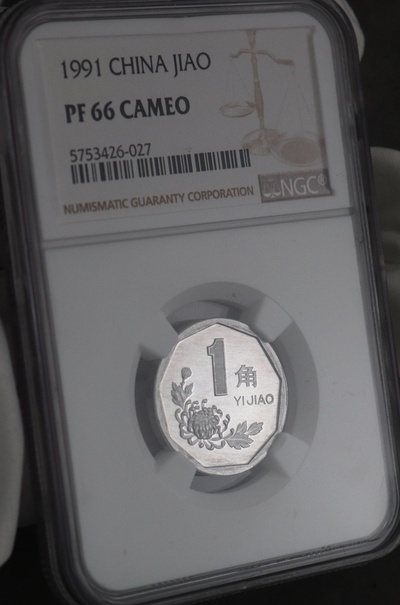 1991 CHINA JIAO
PF 66 CAMEO
5753426-027
NUMISMATIC GUARANTY CORPORATION
NGC®
1角
YI JIAO